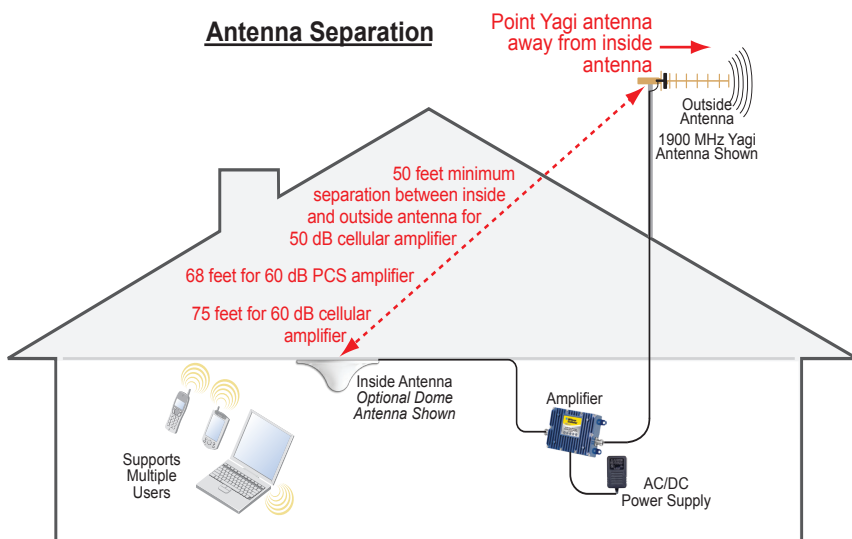 Antenna Separation
Point Yagi antenna
away from inside
antenna
Outside
Antenna
1900 MHz Yagi
Antenna Shown
50 feet minimum
separation between inside
and outside antenna for
50 dB cellular amplifier
68 feet for 60 dB PCS amplifier
75 feet for 60 dB cellular
amplifier
Inside Antenna
Optional Dome
Antenna Shown
Amplifier
Supports
Multiple
Users
AC/DC
Power Supply